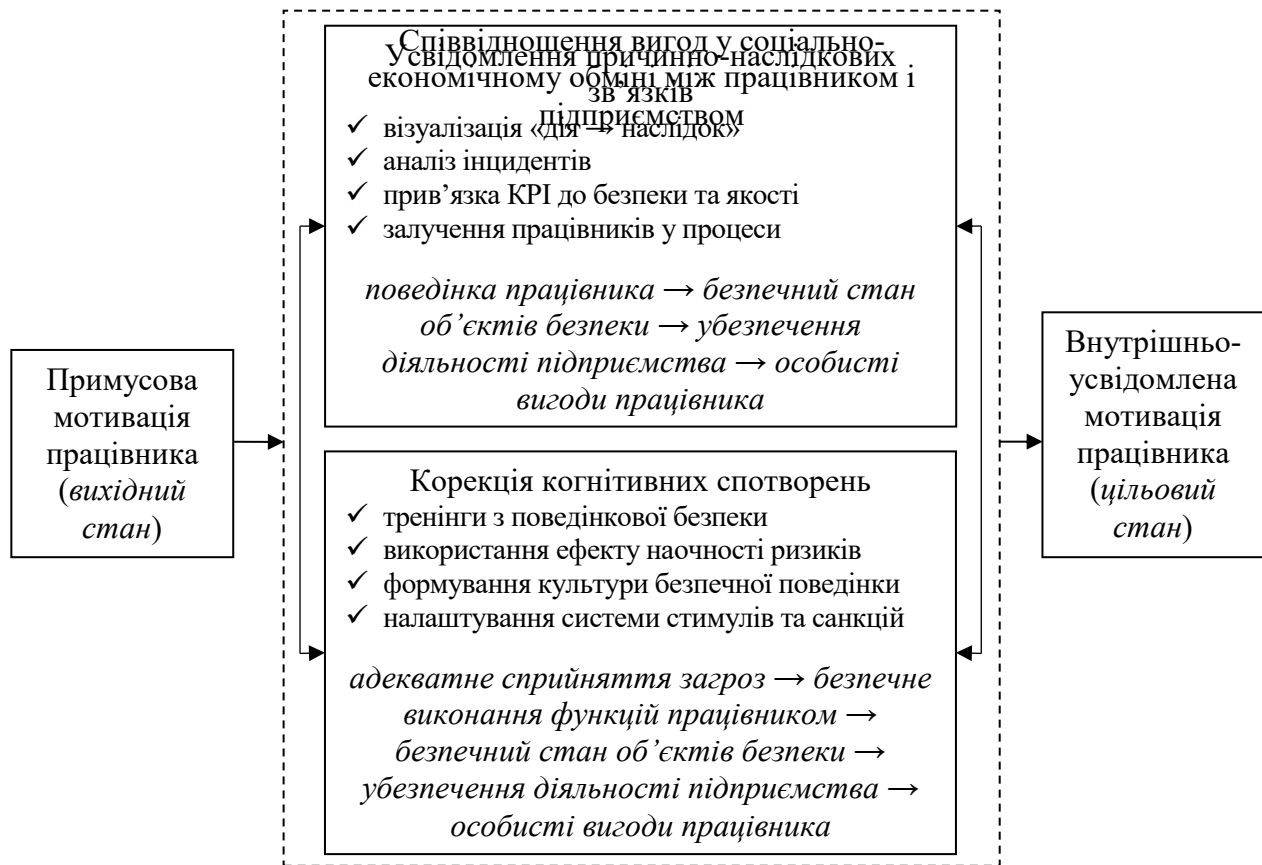 Співвідношення вигод у соціально-
Усвідомлення причинно-наслідкових
економічному обміні між працівником і
зв’язків
підприємством
✓ візуалізація «дія → наслідок»
✓ аналіз інцидентів
✓ прив’язка КРІ до безпеки та якості
✓ залучення працівників у процеси
поведінка працівника → безпечний стан
об’єктів безпеки → убезпечення
діяльності підприємства → особисті
вигоди працівника
Примусова
мотивація
працівника
(вихідний
стан)
Корекція когнітивних спотворень
✓ тренінги з поведінкової безпеки
✓ використання ефекту наочності ризиків
✓ формування культури безпечної поведінки
✓ налаштування системи стимулів та санкцій
адекватне сприйняття загроз → безпечне
виконання функцій працівником →
безпечний стан об’єктів безпеки →
убезпечення діяльності підприємства →
особисті вигоди працівника
Внутрішньо-
усвідомлена
мотивація
працівника
(цільовий
стан)